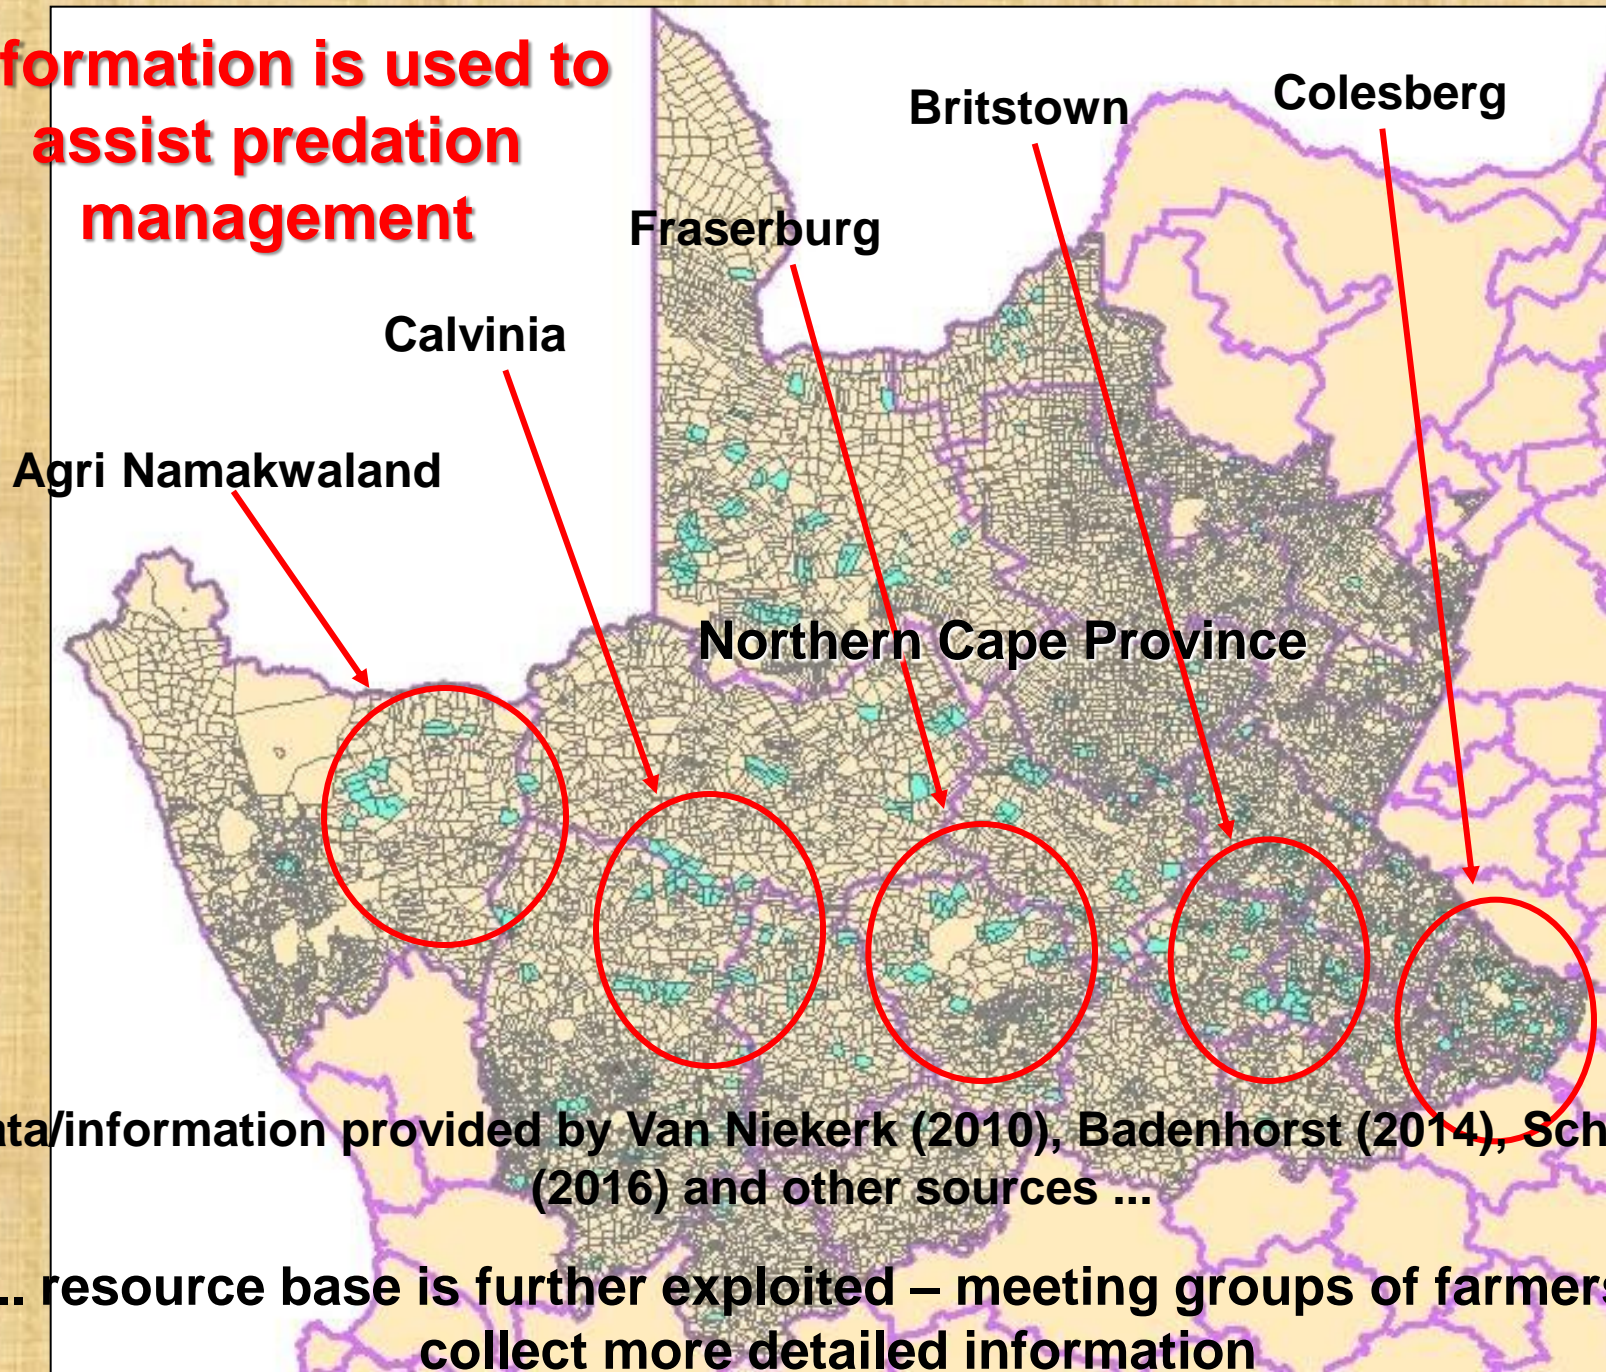 formation is used to
assist predation
management
Britstown
Colesberg
Fraserburg
Calvinia
Agri Namakwaland
Northern Cape Province
ata/information provided by Van Niekerk (2010), Badenhorst (2014), Sch
(2016) and other sources ...
... resource base is further exploited – meeting groups of farmers
collect more detailed information